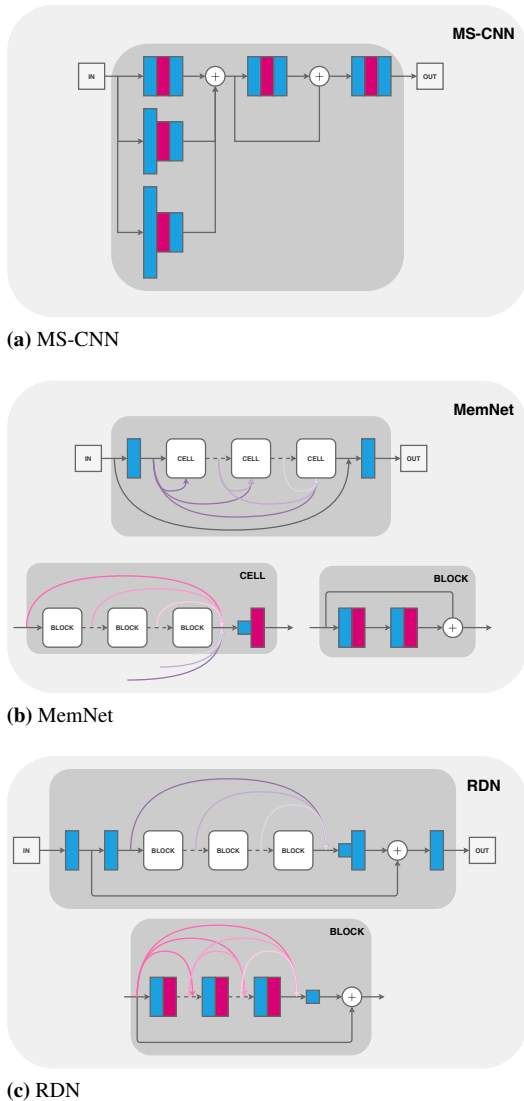 MS-CNN
IN
+
+
OUT
(a) MS-CNN
MemNet
IN
CELL
CELL
CELL
OUT
CELL
BLOCK
BLOCK
BLOCK
BLOCK
+
(b) MemNet
RDN
IN
BLOCK
BLOCK
BLOCK
+
OUT
BLOCK
+
(c) RDN